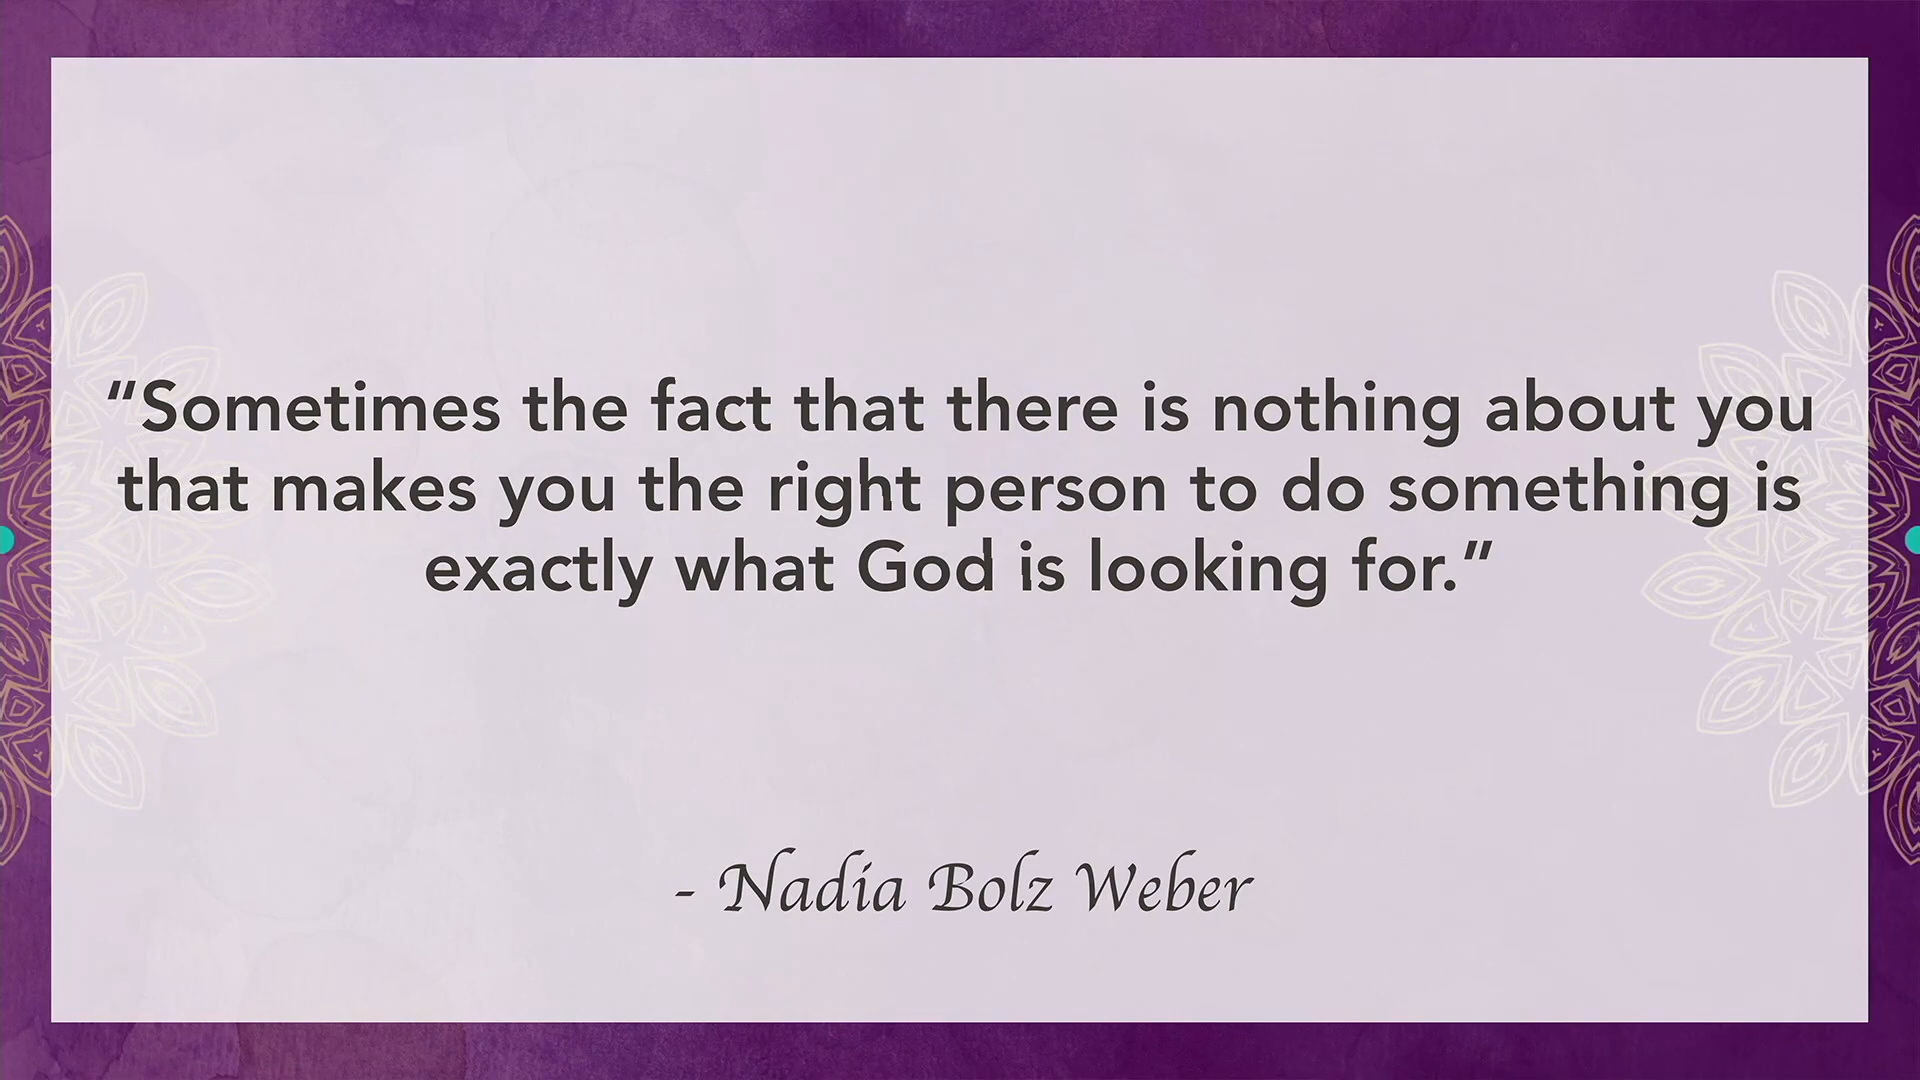 “Sometimes the fact that there is nothing about you
that makes you the right person to do something is
exactly what God is looking for.”
- Nadia Bolz Weber